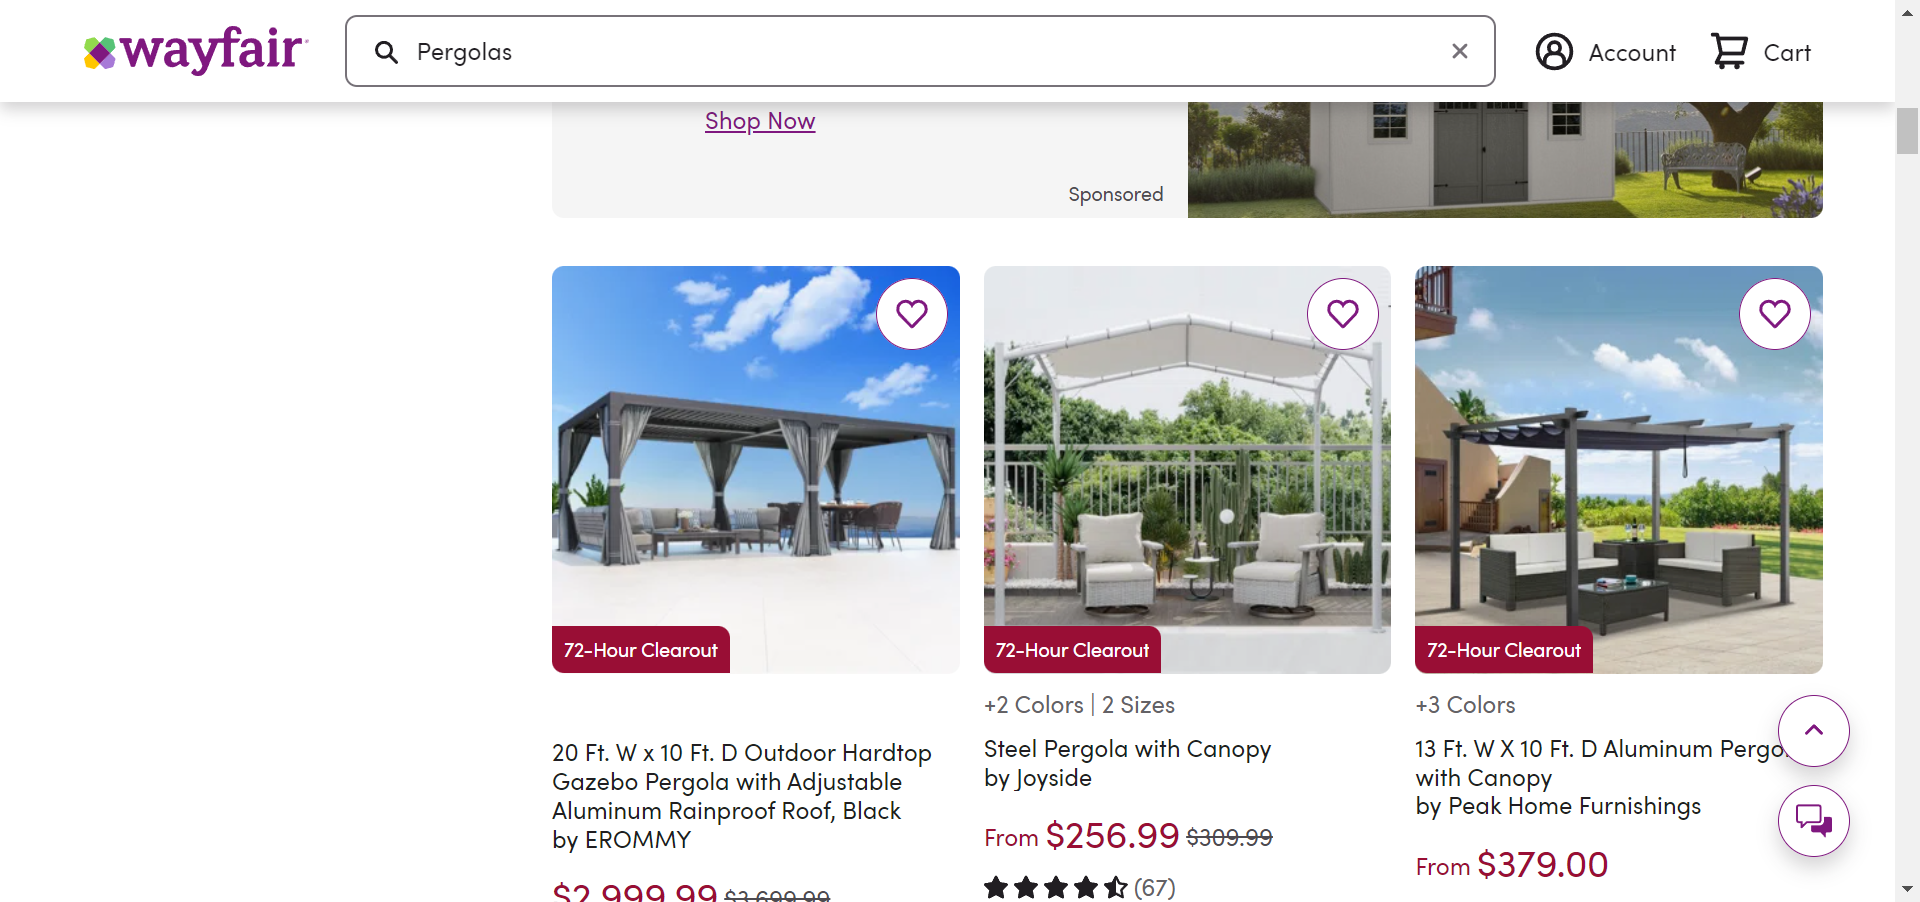 wayfair
Pergolas
Account
Cart
Shop Now
Sponsored
72-Hour Clearout
72-Hour Clearout
72-Hour Clearout
20 Ft. W x 10 Ft. D Outdoor Hardtop
Gazebo Pergola with Adjustable
Aluminum Rainproof Roof, Black
by EROMMY
$2,999.99 $3,699.99
+2 Colors | 2 Sizes
Steel Pergola with Canopy
by Joyside
From $256.99 $309.99
(67)
+3 Colors
13 Ft. W X 10 Ft. D Aluminum Pergo
with Canopy
by Peak Home Furnishings
From $379.00